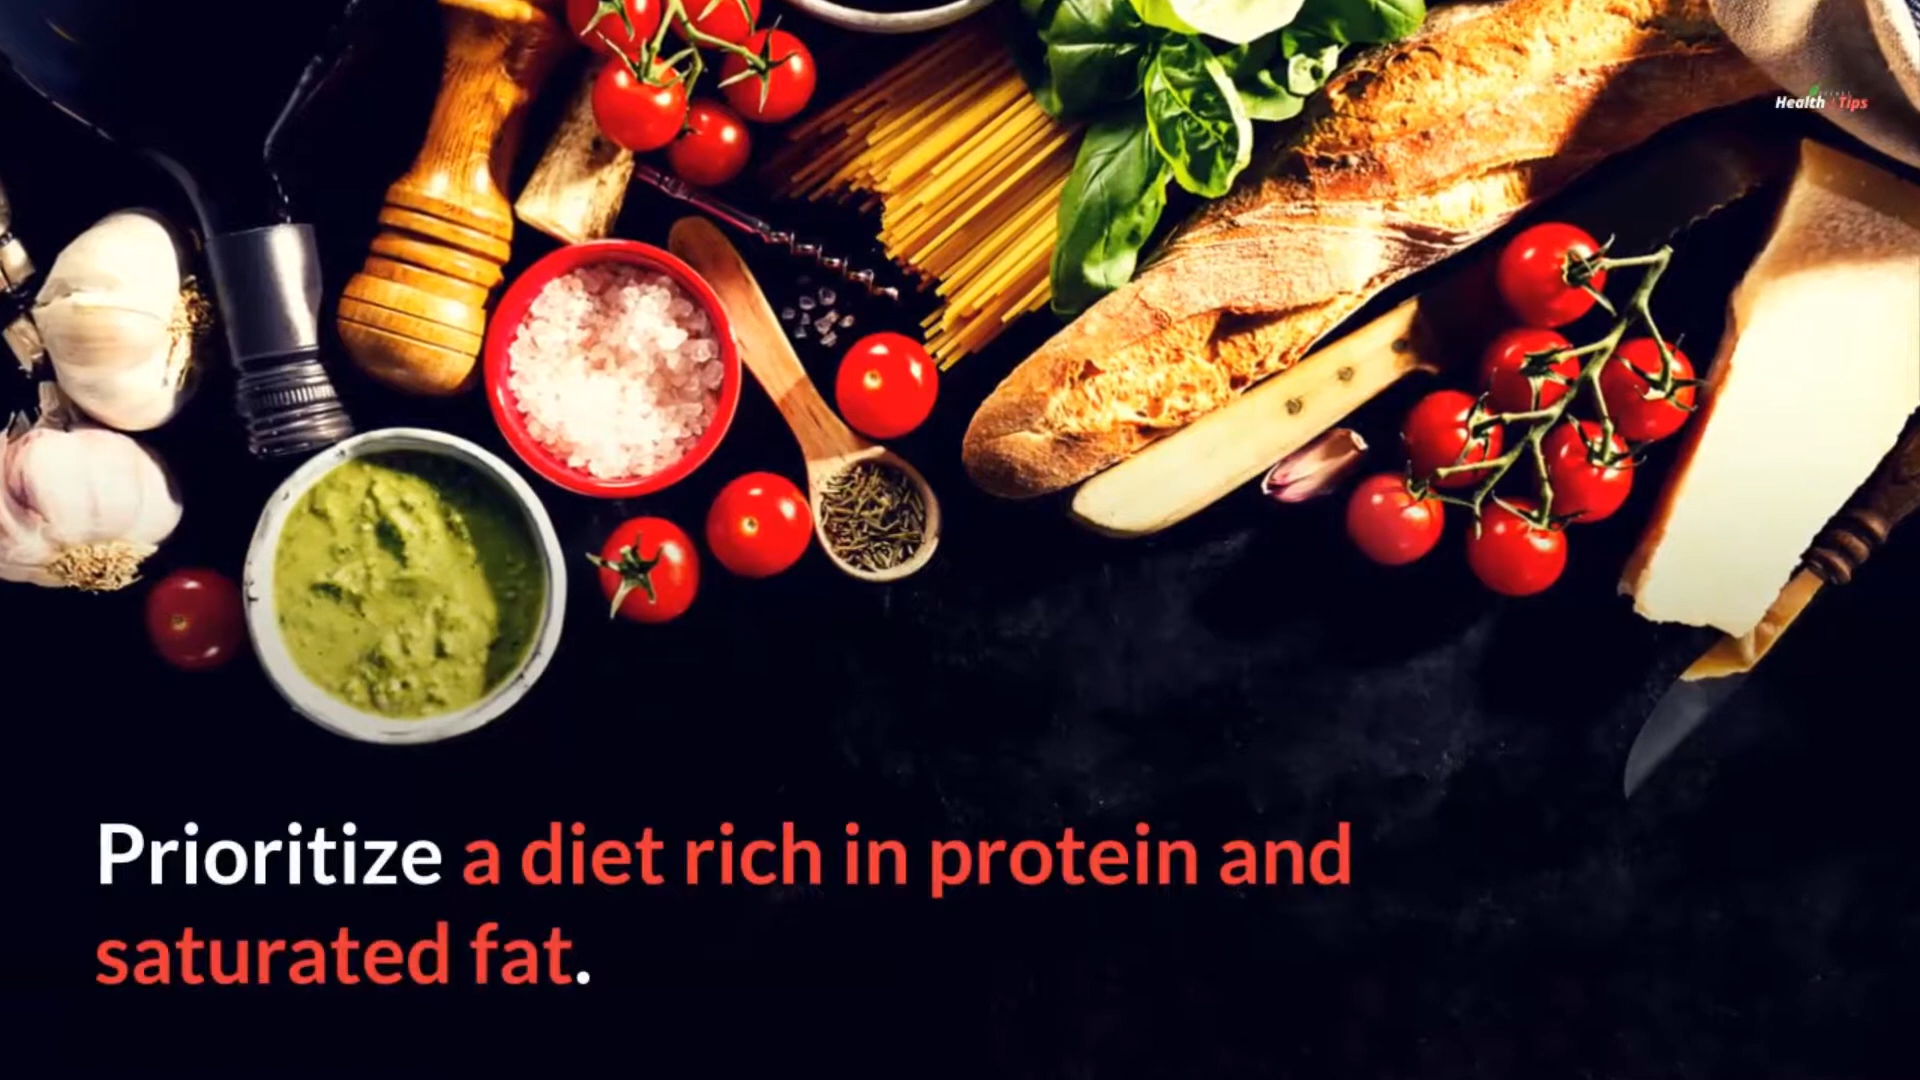 Health Tips
Prioritize a diet rich in protein and
saturated fat.